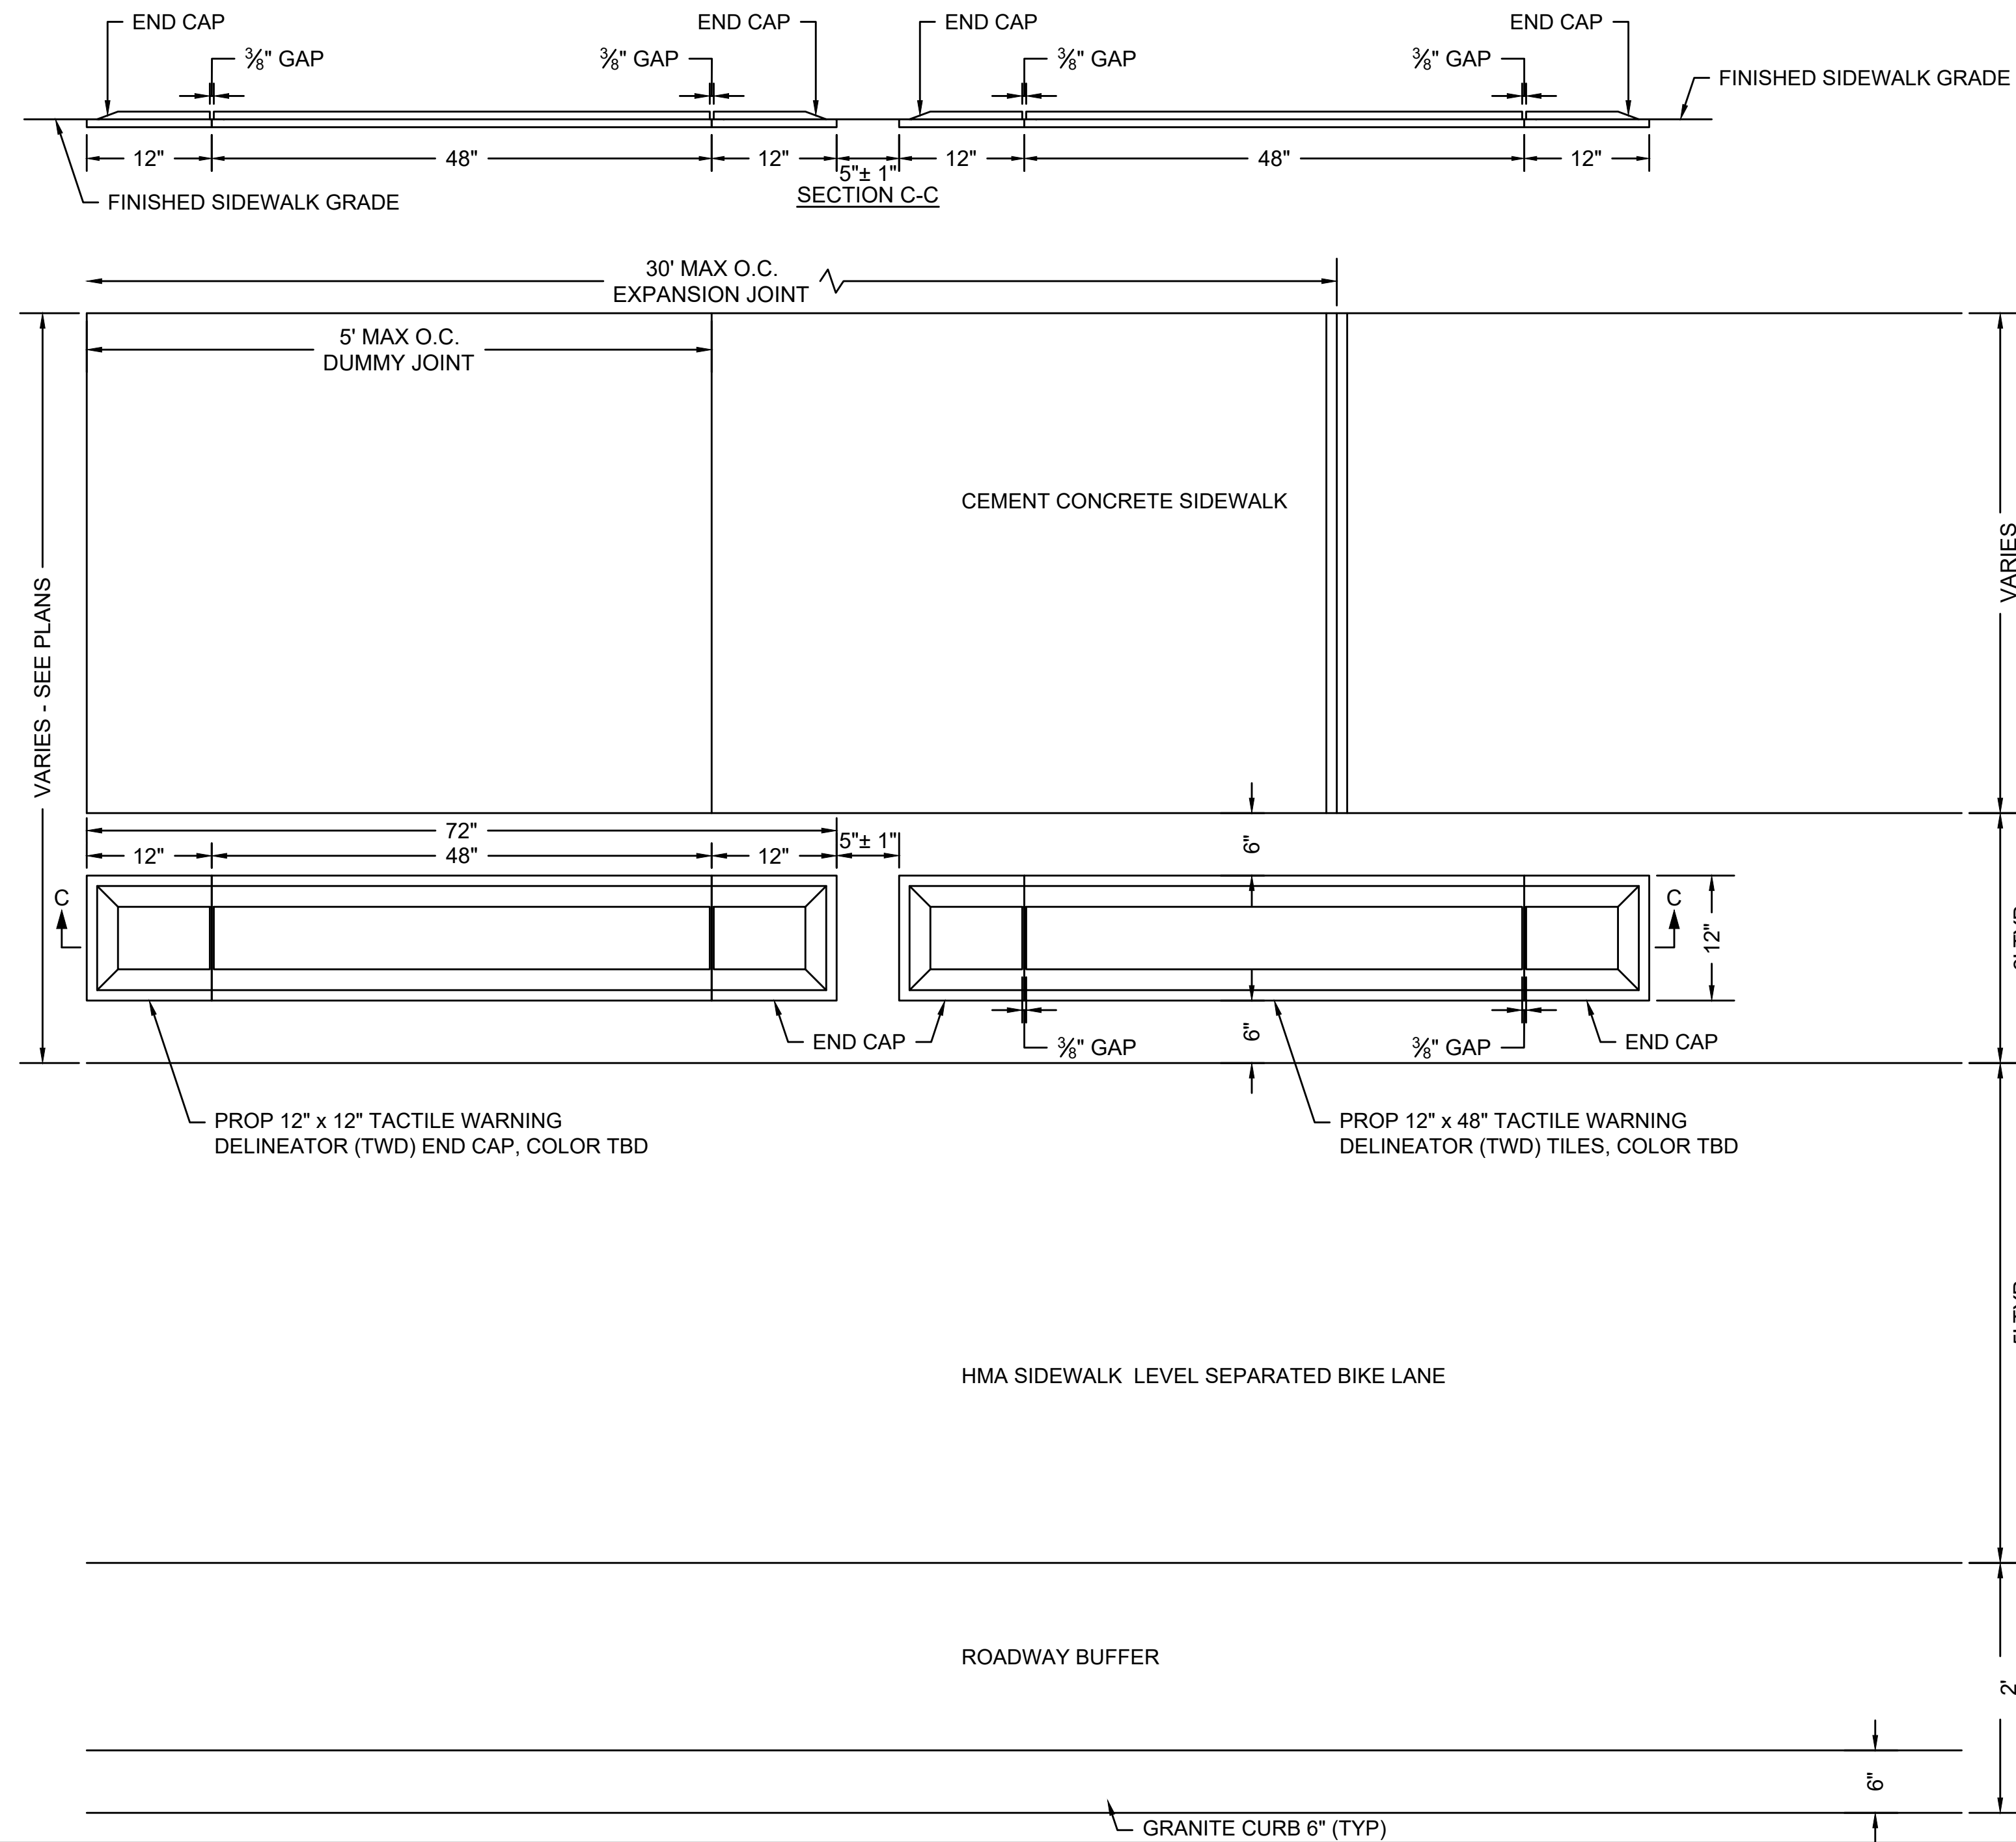 END CAP
END CAP
END CAP
END CAP
⅜" GAP
⅜" GAP
⅜" GAP
⅜" GAP
FINISHED SIDEWALK GRADE
12"
48"
12"
5"± 1"
12"
48"
12"
SECTION C-C
FINISHED SIDEWALK GRADE
30' MAX O.C.
EXPANSION JOINT
5' MAX O.C.
DUMMY JOINT
CEMENT CONCRETE SIDEWALK
VARIES
VARIES - SEE PLANS
72"
12"
48"
12"
5"± 1"
6"
C
C
12"
6"
END CAP
⅜" GAP
⅜" GAP
END CAP
PROP 12" x 12" TACTILE WARNING
DELINEATOR (TWD) END CAP, COLOR TBD
PROP 12" x 48" TACTILE WARNING
DELINEATOR (TWD) TILES, COLOR TBD
HMA SIDEWALK  LEVEL SEPARATED BIKE LANE
ROADWAY BUFFER
2'
6"
GRANITE CURB 6" (TYP)